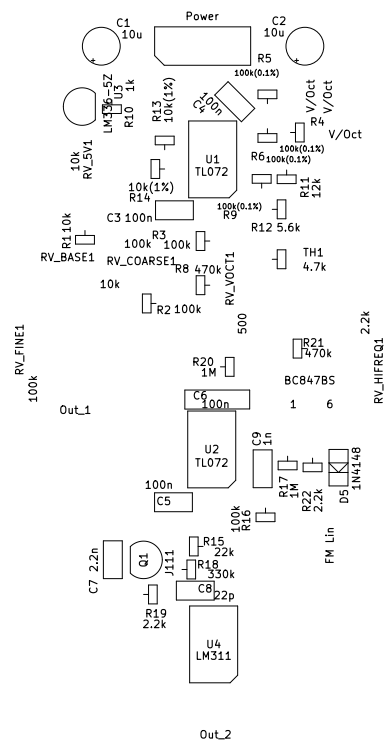 Power
C1
10u
C2
10u
R5
100k(0.1%)
LM336-5Z
U3
1k
R10
R13
10k(1%)
100n
C4
V/Oct
V/Oct
R4
V/Oct
100k(0.1%)
R6
100k(0.1%)
10k
RV_5V1
U1
TL072
10k(1%)
R14
R11
12k
100k(0.1%)
R9
C3 100n
R12 5.6k
10k
R1
R3
100k
100k
RV_BASE1
RV_COARSE1
R8 470k
TH1
4.7k
RV_VOCT1
10k
R2 100k
500
2.2k
RV_HIFREQ1
RV_FINE1
100k
R21
470k
R20
1M
BC847BS
1 6
C6
100n
Out_1
U2
TL072
C9
1n
R17
1M
R22
2.2k
1N4148
D5
100n
C5
100k
R16
FM Lin
R15
22k
C7 2.2n
Q1
J111
R18
330k
C8
22p
R19
2.2k
U4
LM311
Out_2